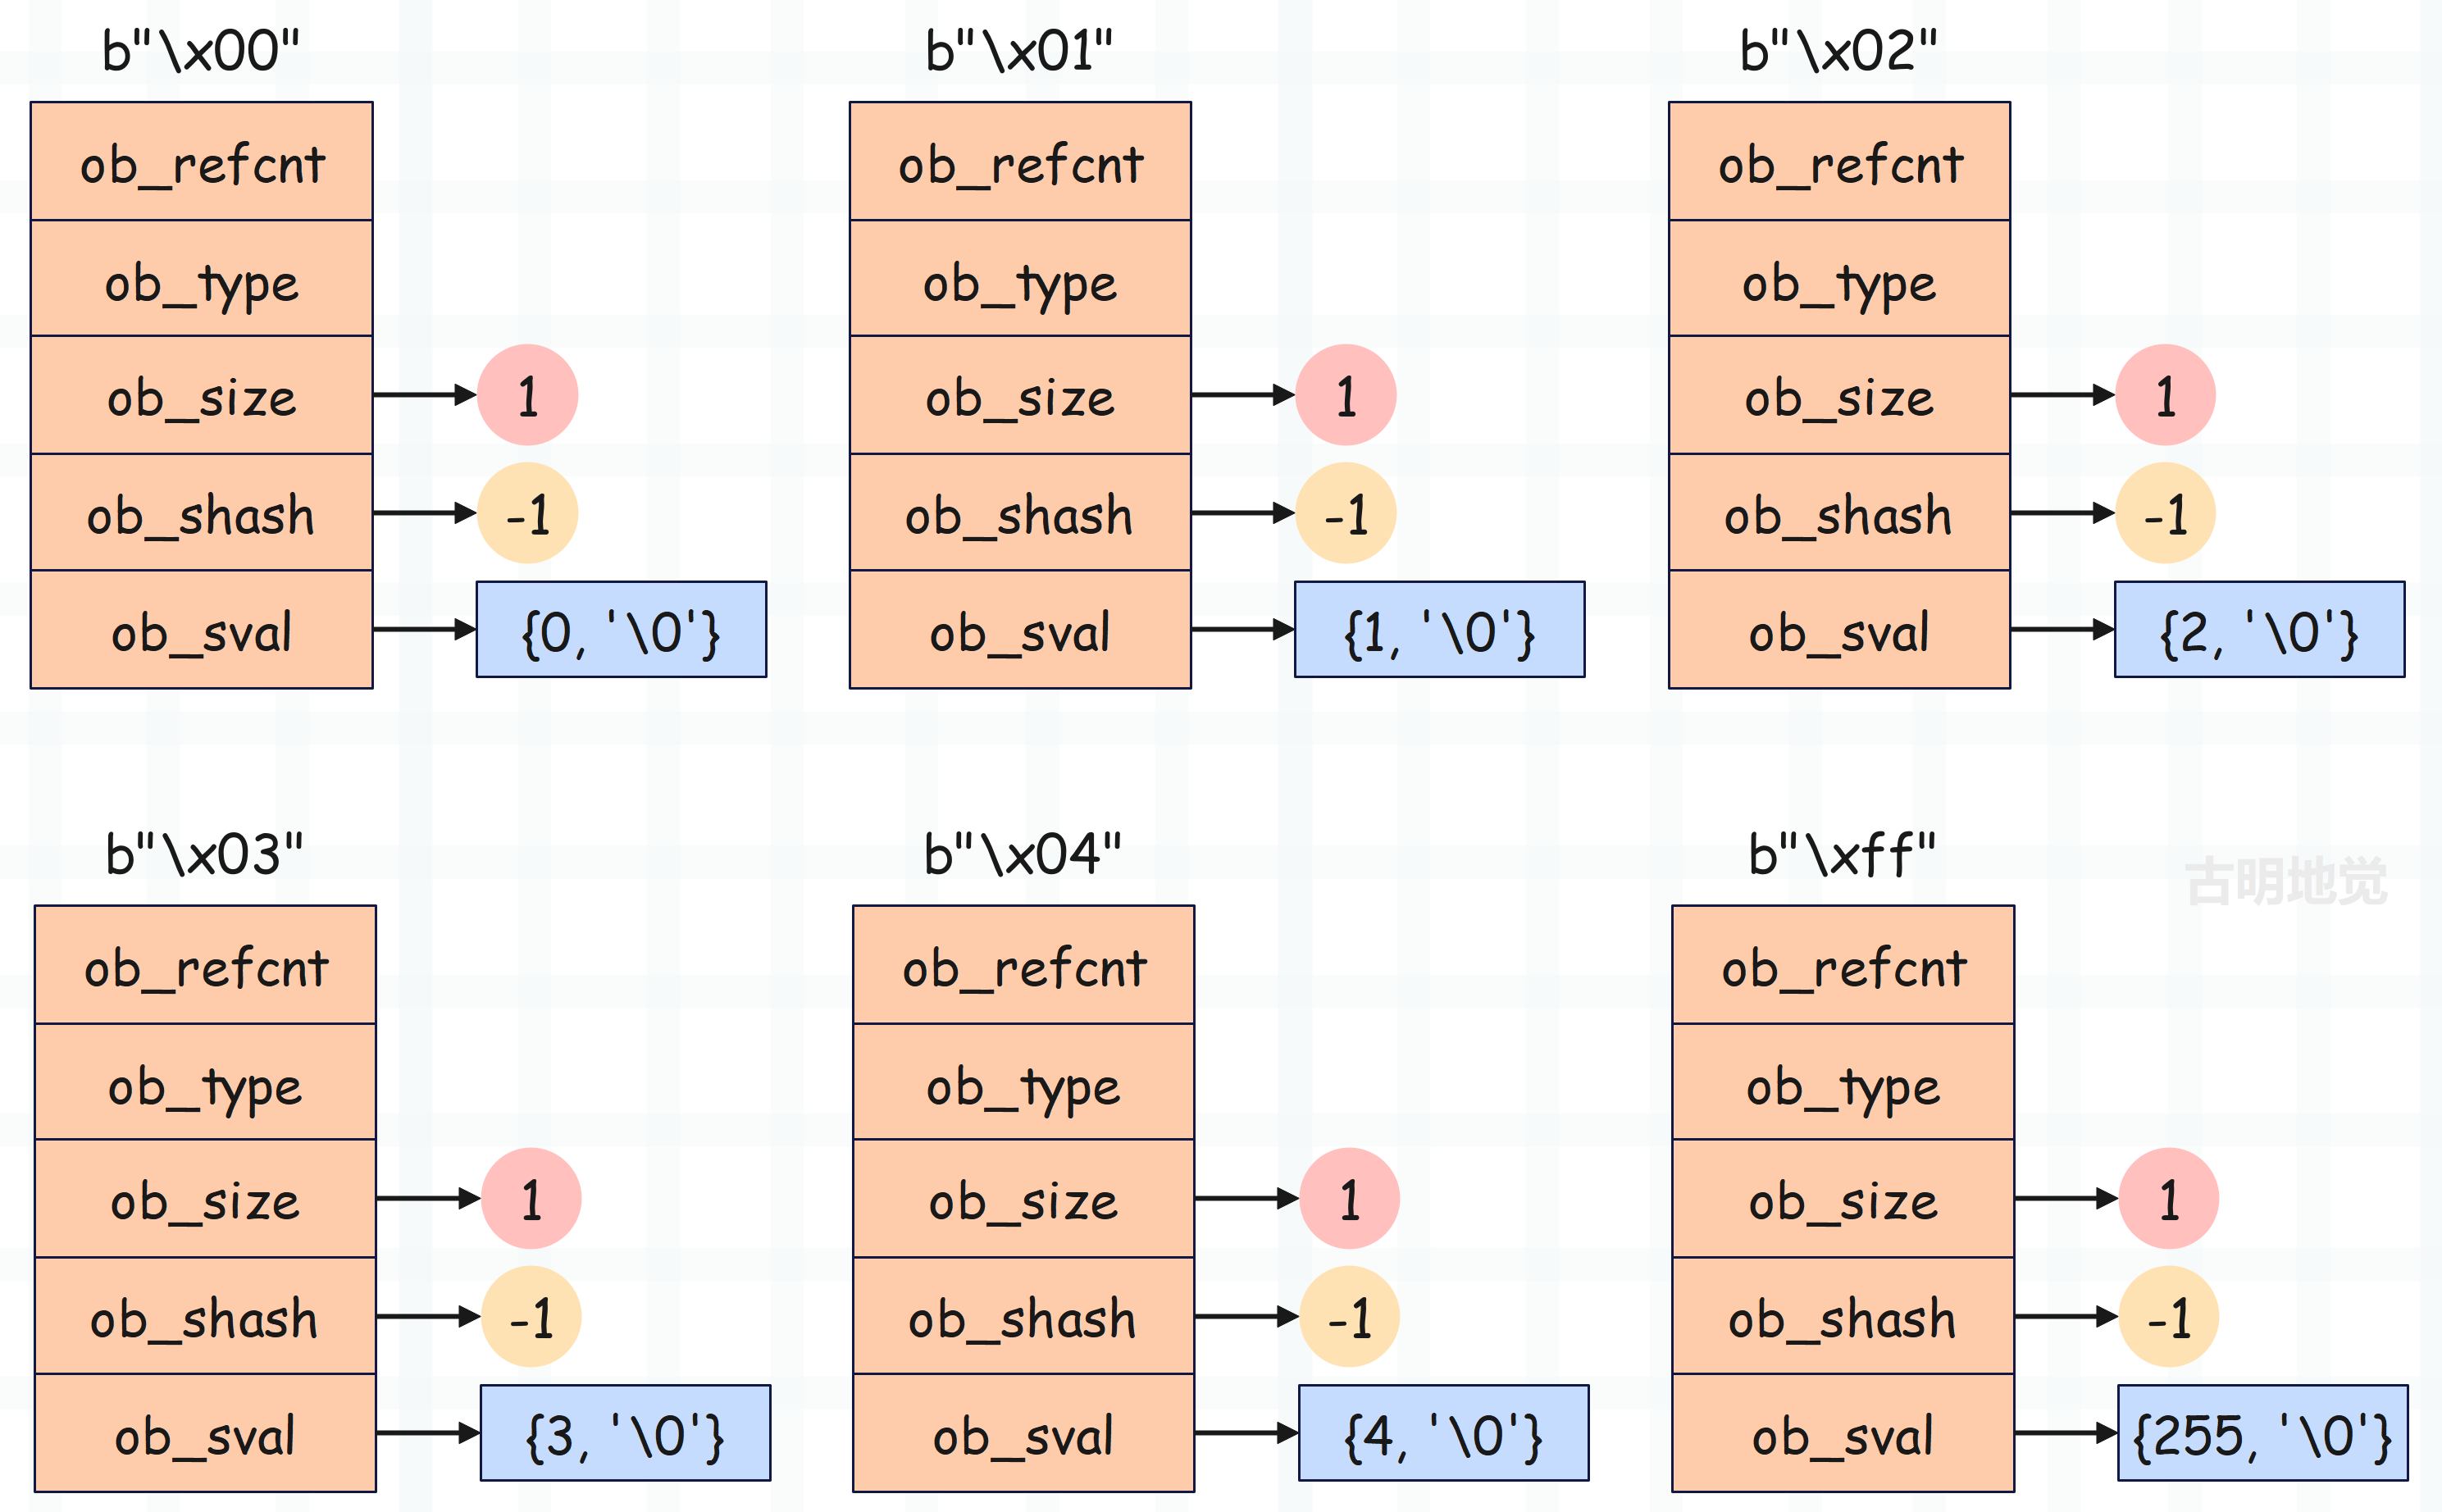 b"\x00"
ob_refcnt
ob_type
ob_size
1
ob_shash
-1
ob_sval
{0, '\0'}
b"\x01"
ob_refcnt
ob_type
ob_size
1
ob_shash
-1
ob_sval
{1, '\0'}
b"\x02"
ob_refcnt
ob_type
ob_size
1
ob_shash
-1
ob_sval
{2, '\0'}
b"\x03"
ob_refcnt
ob_type
ob_size
1
ob_shash
-1
ob_sval
{3, '\0'}
b"\x04"
ob_refcnt
ob_type
ob_size
1
ob_shash
-1
ob_sval
{4, '\0'}
b"\xff"
古明地觉
ob_refcnt
ob_type
ob_size
1
ob_shash
-1
ob_sval
{255, '\0'}